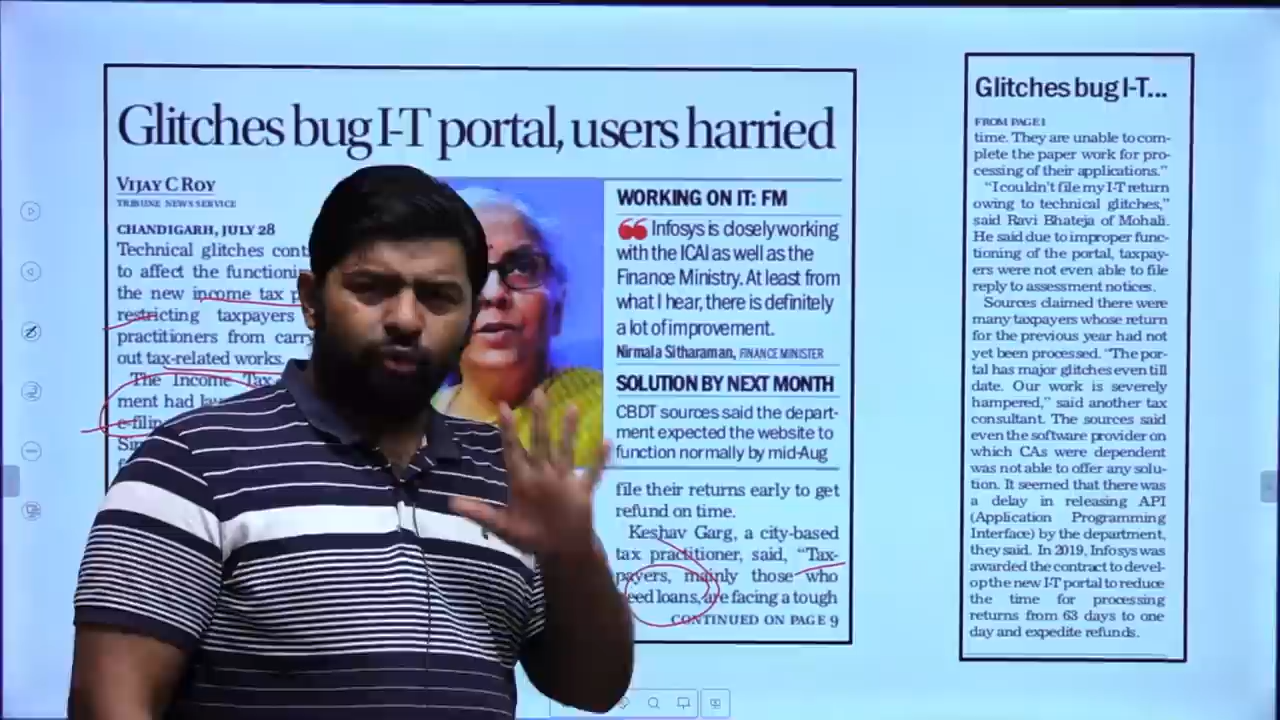 Glitches bug I-T portal, users harried
VIJAY C ROY
TRIBUNE NEWS SERVICE
CHANDIGARH, JULY 28
Technical glitches
to affect the
the new income tax
restricting taxpayers
practitioners from
out tax-related works.
The Income Tax
ment had
WORKING ON IT: FM
Infosys is closely working
with the ICAI as well as the
Finance Ministry. At least from
what I hear, there is definitely
a lot of improvement.
Nirmala Sitharaman, FINANCE MINISTER
SOLUTION BY NEXT MONTH
CBDT sources said the depart-
ment expected the website to
function normally by mid-Aug
file their returns early to get
refund on time.
Keshav Garg, a city-based
tax practitioner, said, “Tax-
payers, mainly those who
loans, are facing a tough
CONTINUED ON PAGE 9
Glitches bug I-T...
FROM PAGE 1
time. They are unable to com-
plete the paper work for pro-
cessing of their applications.”
“I couldn’t file my I-T return
owing to technical glitches,”
said Ravi Bhateja of Mohali.
He said due to improper func-
tioning of the portal, taxpay-
ers were not even able to file
reply to assessment notices.
Sources claimed there were
many taxpayers whose return
for the previous year had not
yet been processed. “The por-
tal has major glitches even till
date. Our work is severely
hampered,” said another tax
consultant. The sources said
even the software provider on
which CAs were dependent
was not able to offer any solu-
tion. It seemed that there was
a delay in releasing API
(Application Programming
Interface) by the department,
they said. In 2019, Infosys was
awarded the contract to devel-
op the new I-T portal to reduce
the time for processing
returns from 63 days to one
day and expedite refunds.